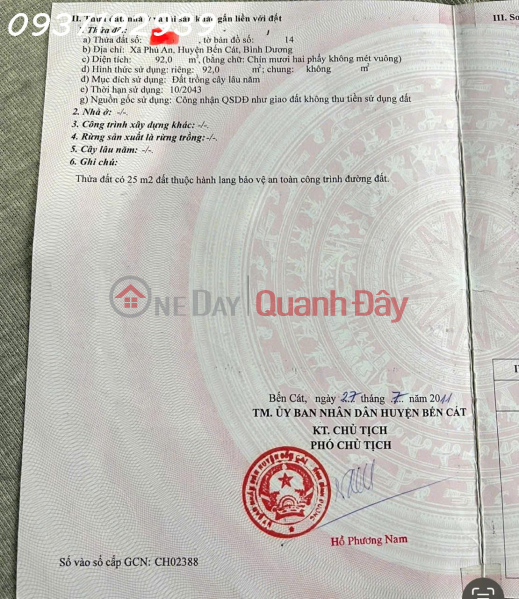 II. Thửa đất, nhà ở và tài sản khác gắn liền với đất
III. Sơ
1. Thửa đất:
a) Thửa đất số: , tờ bản đồ số: 14
b) Địa chỉ: Xã Phú An, Huyện Bến Cát, Bình Dương
c) Diện tích: 92,0 m², (bằng chữ: Chín mươi hai phẩy không mét vuông)
d) Hình thức sử dụng: riêng: 92,0 m²; chung: không m²
đ) Mục đích sử dụng: Đất trồng cây lâu năm
e) Thời hạn sử dụng: 10/2043
g) Nguồn gốc sử dụng: Công nhận QSDĐ như giao đất không thu tiền sử dụng đất
2. Nhà ở: -/-.
3. Công trình xây dựng khác: -/-.
4. Rừng sản xuất là rừng trồng: -/-.
5. Cây lâu năm: -/-.
6. Ghi chú:
Thửa đất có 25 m2 đất thuộc hành lang bảo vệ an toàn công trình đường đất.
ONEDAY Quanh Đây
Bến Cát, ngày 27 tháng 7 năm 2011
TM. ỦY BAN NHÂN DÂN HUYỆN BẾN CÁT
KT. CHỦ TỊCH
PHÓ CHỦ TỊCH
Hồ Phương Nam
Số vào sổ cấp GCN: CH02388